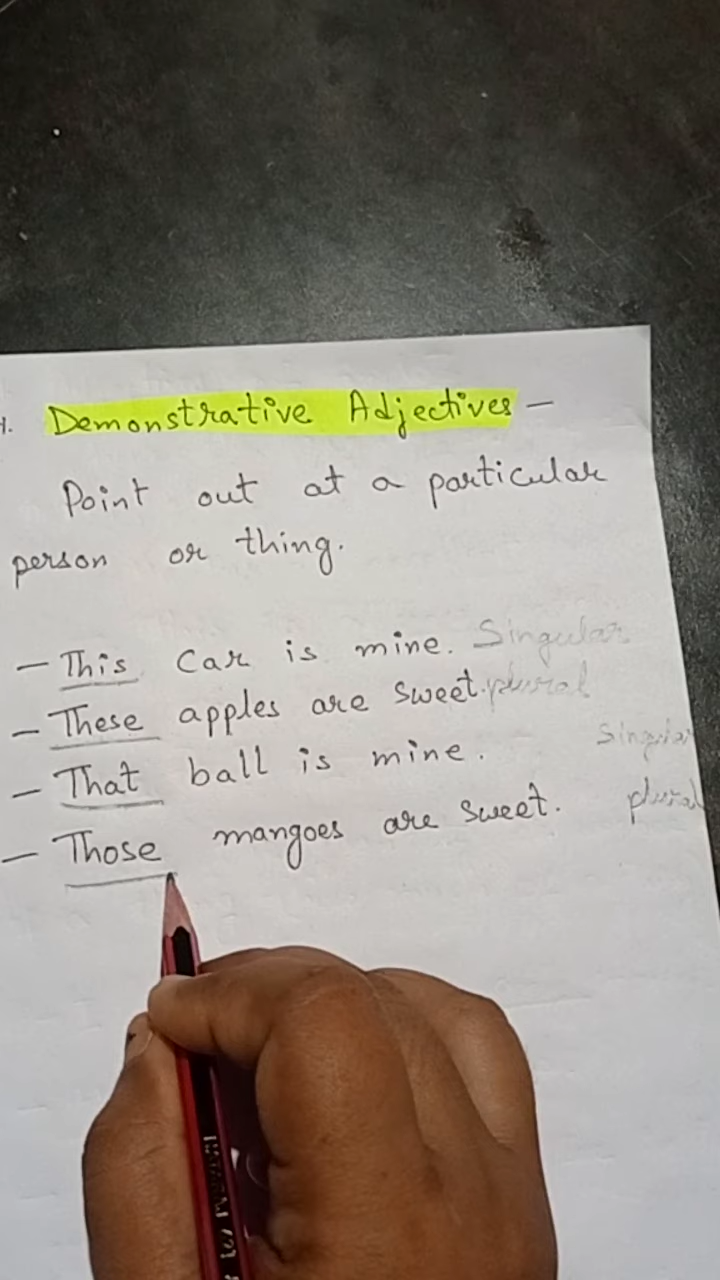 4. Demonstrative Adjectives -
Point out at a particular
person or thing.
- This car is mine. Singular
- These apples are sweet. plural
- That ball is mine. Singular
- Those mangoes are sweet. plural